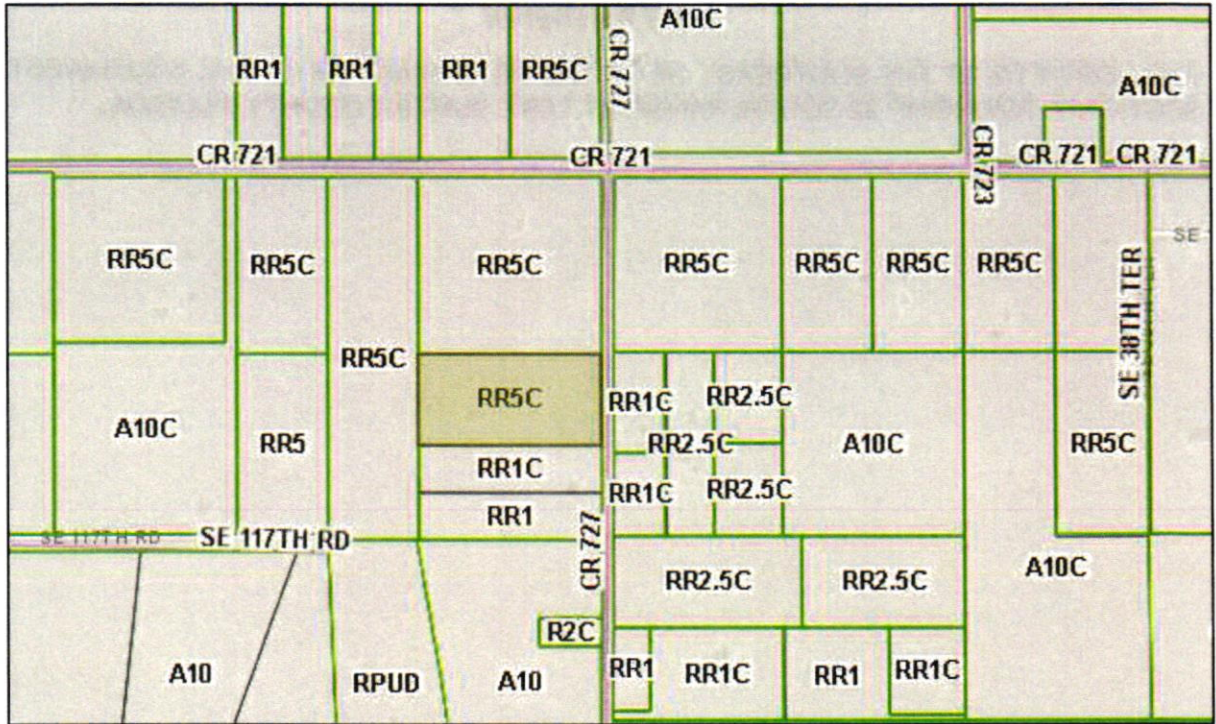 A10C
RR1
RR1
RR1
RR5C
CR 727
A10C
CR 721
CR 721
CR 723
CR 721
CR 721
RR5C
RR5C
RR5C
RR5C
RR5C
RR5C
RR5C
SE
SE 38TH TER
RR5C
RR5C
RR1C
RR2.5C
A10C
RR5
RR2.5C
A10C
RR5C
RR1C
RR1C
RR2.5C
RR1
SE 117TH RD
SE 117TH RD
CR 727
RR2.5C
RR2.5C
A10C
R2C
A10
RPUD
A10
RR1
RR1C
RR1
RR1C